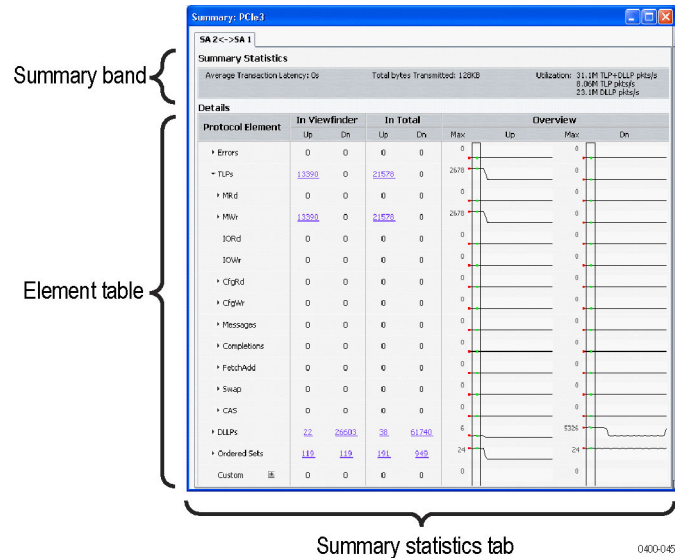 Summary: PCIe3
SA 2<->SA 1
Summary Statistics
Average Transaction Latency: 0s Total bytes Transmitted: 128KB Utilization: 31.1M TLP+DLLP pkts/s
8.06M TLP pkts/s
23.1M DLLP pkts/s
Summary band
Details
Protocol Element In Viewfinder In Total Overview
Up Dn Up Dn Max Up Max Dn
Errors 0 0 0 0 0 0
TLPs 13390 0 21578 0 2678 0
MRd 0 0 0 0 0 0
MWr 13390 0 21578 0 2678 0
IORd 0 0 0 0 0 0
IOWr 0 0 0 0 0 0
CfgRd 0 0 0 0 0 0
CfgWr 0 0 0 0 0 0
Messages 0 0 0 0 0 0
Completions 0 0 0 0 0 0
FetchAdd 0 0 0 0 0 0
Swap 0 0 0 0 0 0
CAS 0 0 0 0 0 0
DLLPs 22 26603 38 61740 6 5326
Ordered Sets 119 119 191 949 24 24
Custom 0 0 0 0 0 0
Element table
Summary statistics tab
0400-045